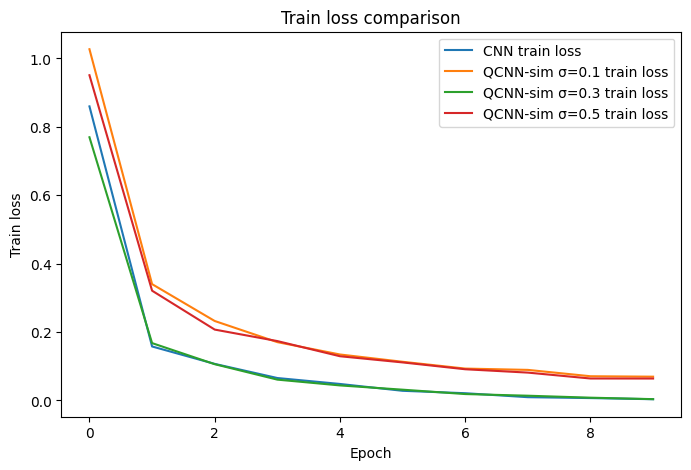 Train loss comparison
CNN train loss
QCNN-sim σ=0.1 train loss
QCNN-sim σ=0.3 train loss
QCNN-sim σ=0.5 train loss
Train loss
1.0
0.8
0.6
0.4
0.2
0.0
0 2 4 6 8
Epoch